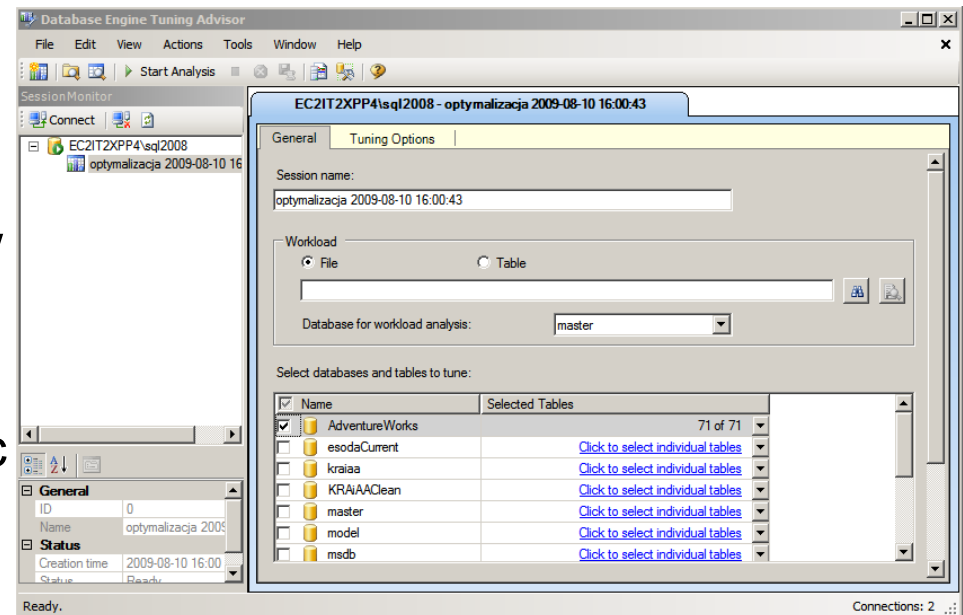 Database Engine Tuning Advisor
File Edit View Actions Tools Window Help
Start Analysis
SessionMonitor
Connect
EC2IT2XPP4\sql2008
optymalizacja 2009-08-10 16
General
ID 0
Name optymalizacja 2009
Status
Creation time 2009-08-10 16:00
Status Ready
EC2IT2XPP4\sql2008 - optymalizacja 2009-08-10 16:00:43
General Tuning Options
Session name:
optymalizacja 2009-08-10 16:00:43
Workload
File Table
Database for workload analysis: master
Select databases and tables to tune:
Name Selected Tables
AdventureWorks 71 of 71
esodaCurrent Click to select individual tables
kraiaa Click to select individual tables
KRAiAAClean Click to select individual tables
master Click to select individual tables
model Click to select individual tables
msdb Click to select individual tables
Ready. Connections: 2